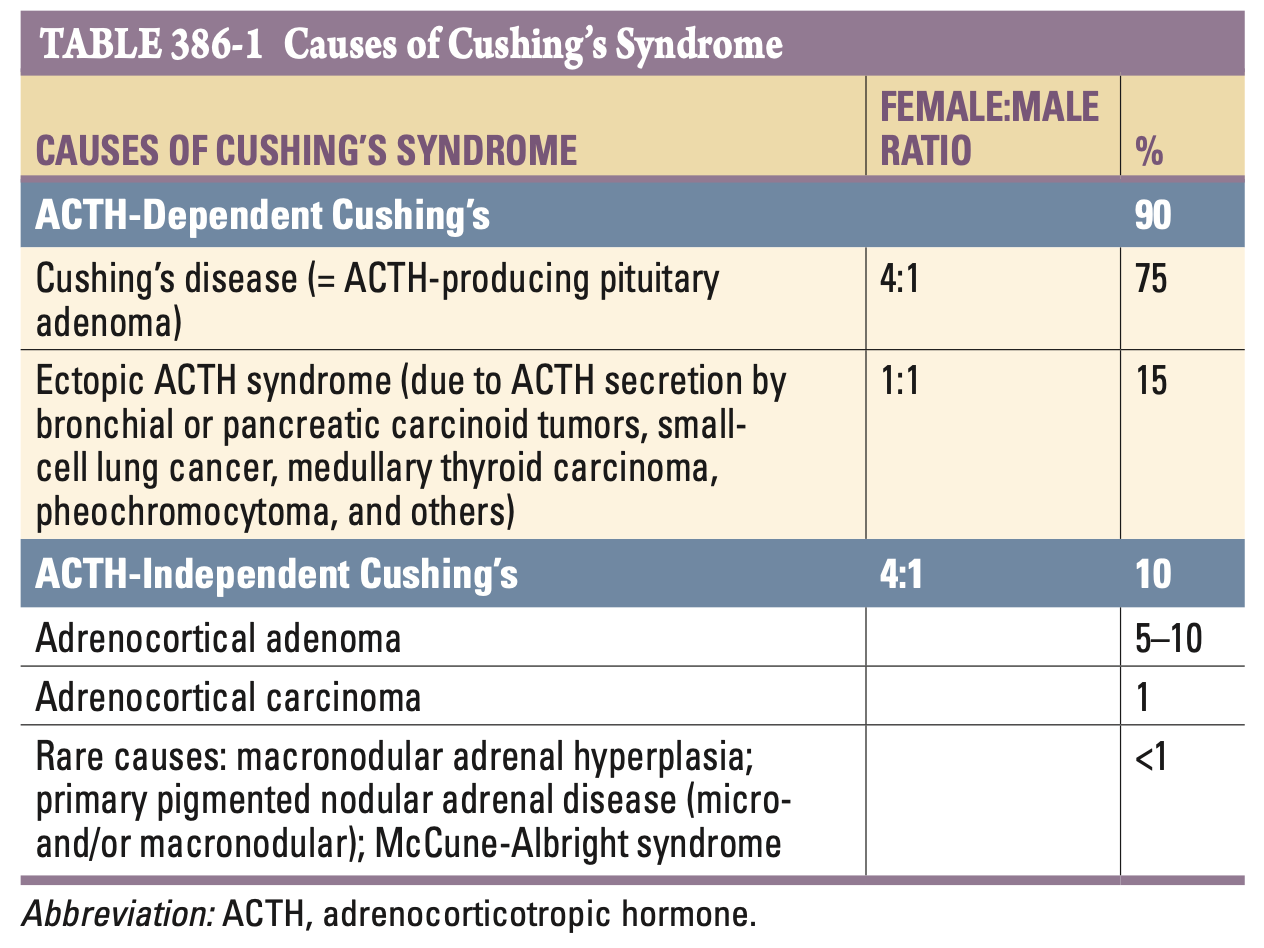 TABLE 386-1 Causes of Cushing’s Syndrome
CAUSES OF CUSHING’S SYNDROME
FEMALE:MALE
RATIO
%
ACTH-Dependent Cushing’s 90
Cushing’s disease (= ACTH-producing pituitary 4:1 75
adenoma)
Ectopic ACTH syndrome (due to ACTH secretion by 1:1 15
bronchial or pancreatic carcinoid tumors, small-
cell lung cancer, medullary thyroid carcinoma,
pheochromocytoma, and others)
ACTH-Independent Cushing’s 4:1 10
Adrenocortical adenoma 5–10
Adrenocortical carcinoma 1
Rare causes: macronodular adrenal hyperplasia; <1
primary pigmented nodular adrenal disease (micro-
and/or macronodular); McCune-Albright syndrome
Abbreviation: ACTH, adrenocorticotropic hormone.